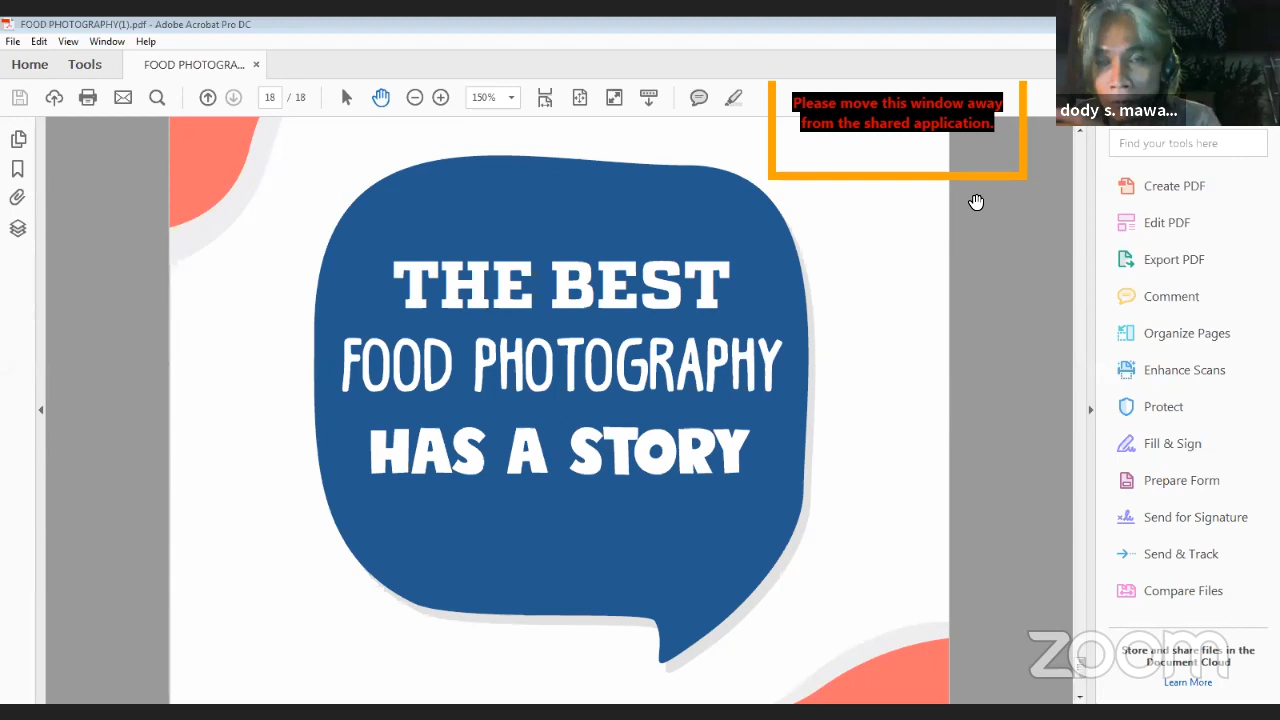 FOOD PHOTOGRAPHY(1).pdf - Adobe Acrobat Pro DC
File Edit View Window Help
Home Tools FOOD PHOTOGRA... ×
18 / 18 150%
Please move this window away
from the shared application.
dody s. mawa...
Find your tools here
THE BEST
FOOD PHOTOGRAPHY
HAS A STORY
Create PDF
Edit PDF
Export PDF
Comment
Organize Pages
Enhance Scans
Protect
Fill & Sign
Prepare Form
Send for Signature
Send & Track
Compare Files
Store and share files in the
Document Cloud
Learn More
zoom